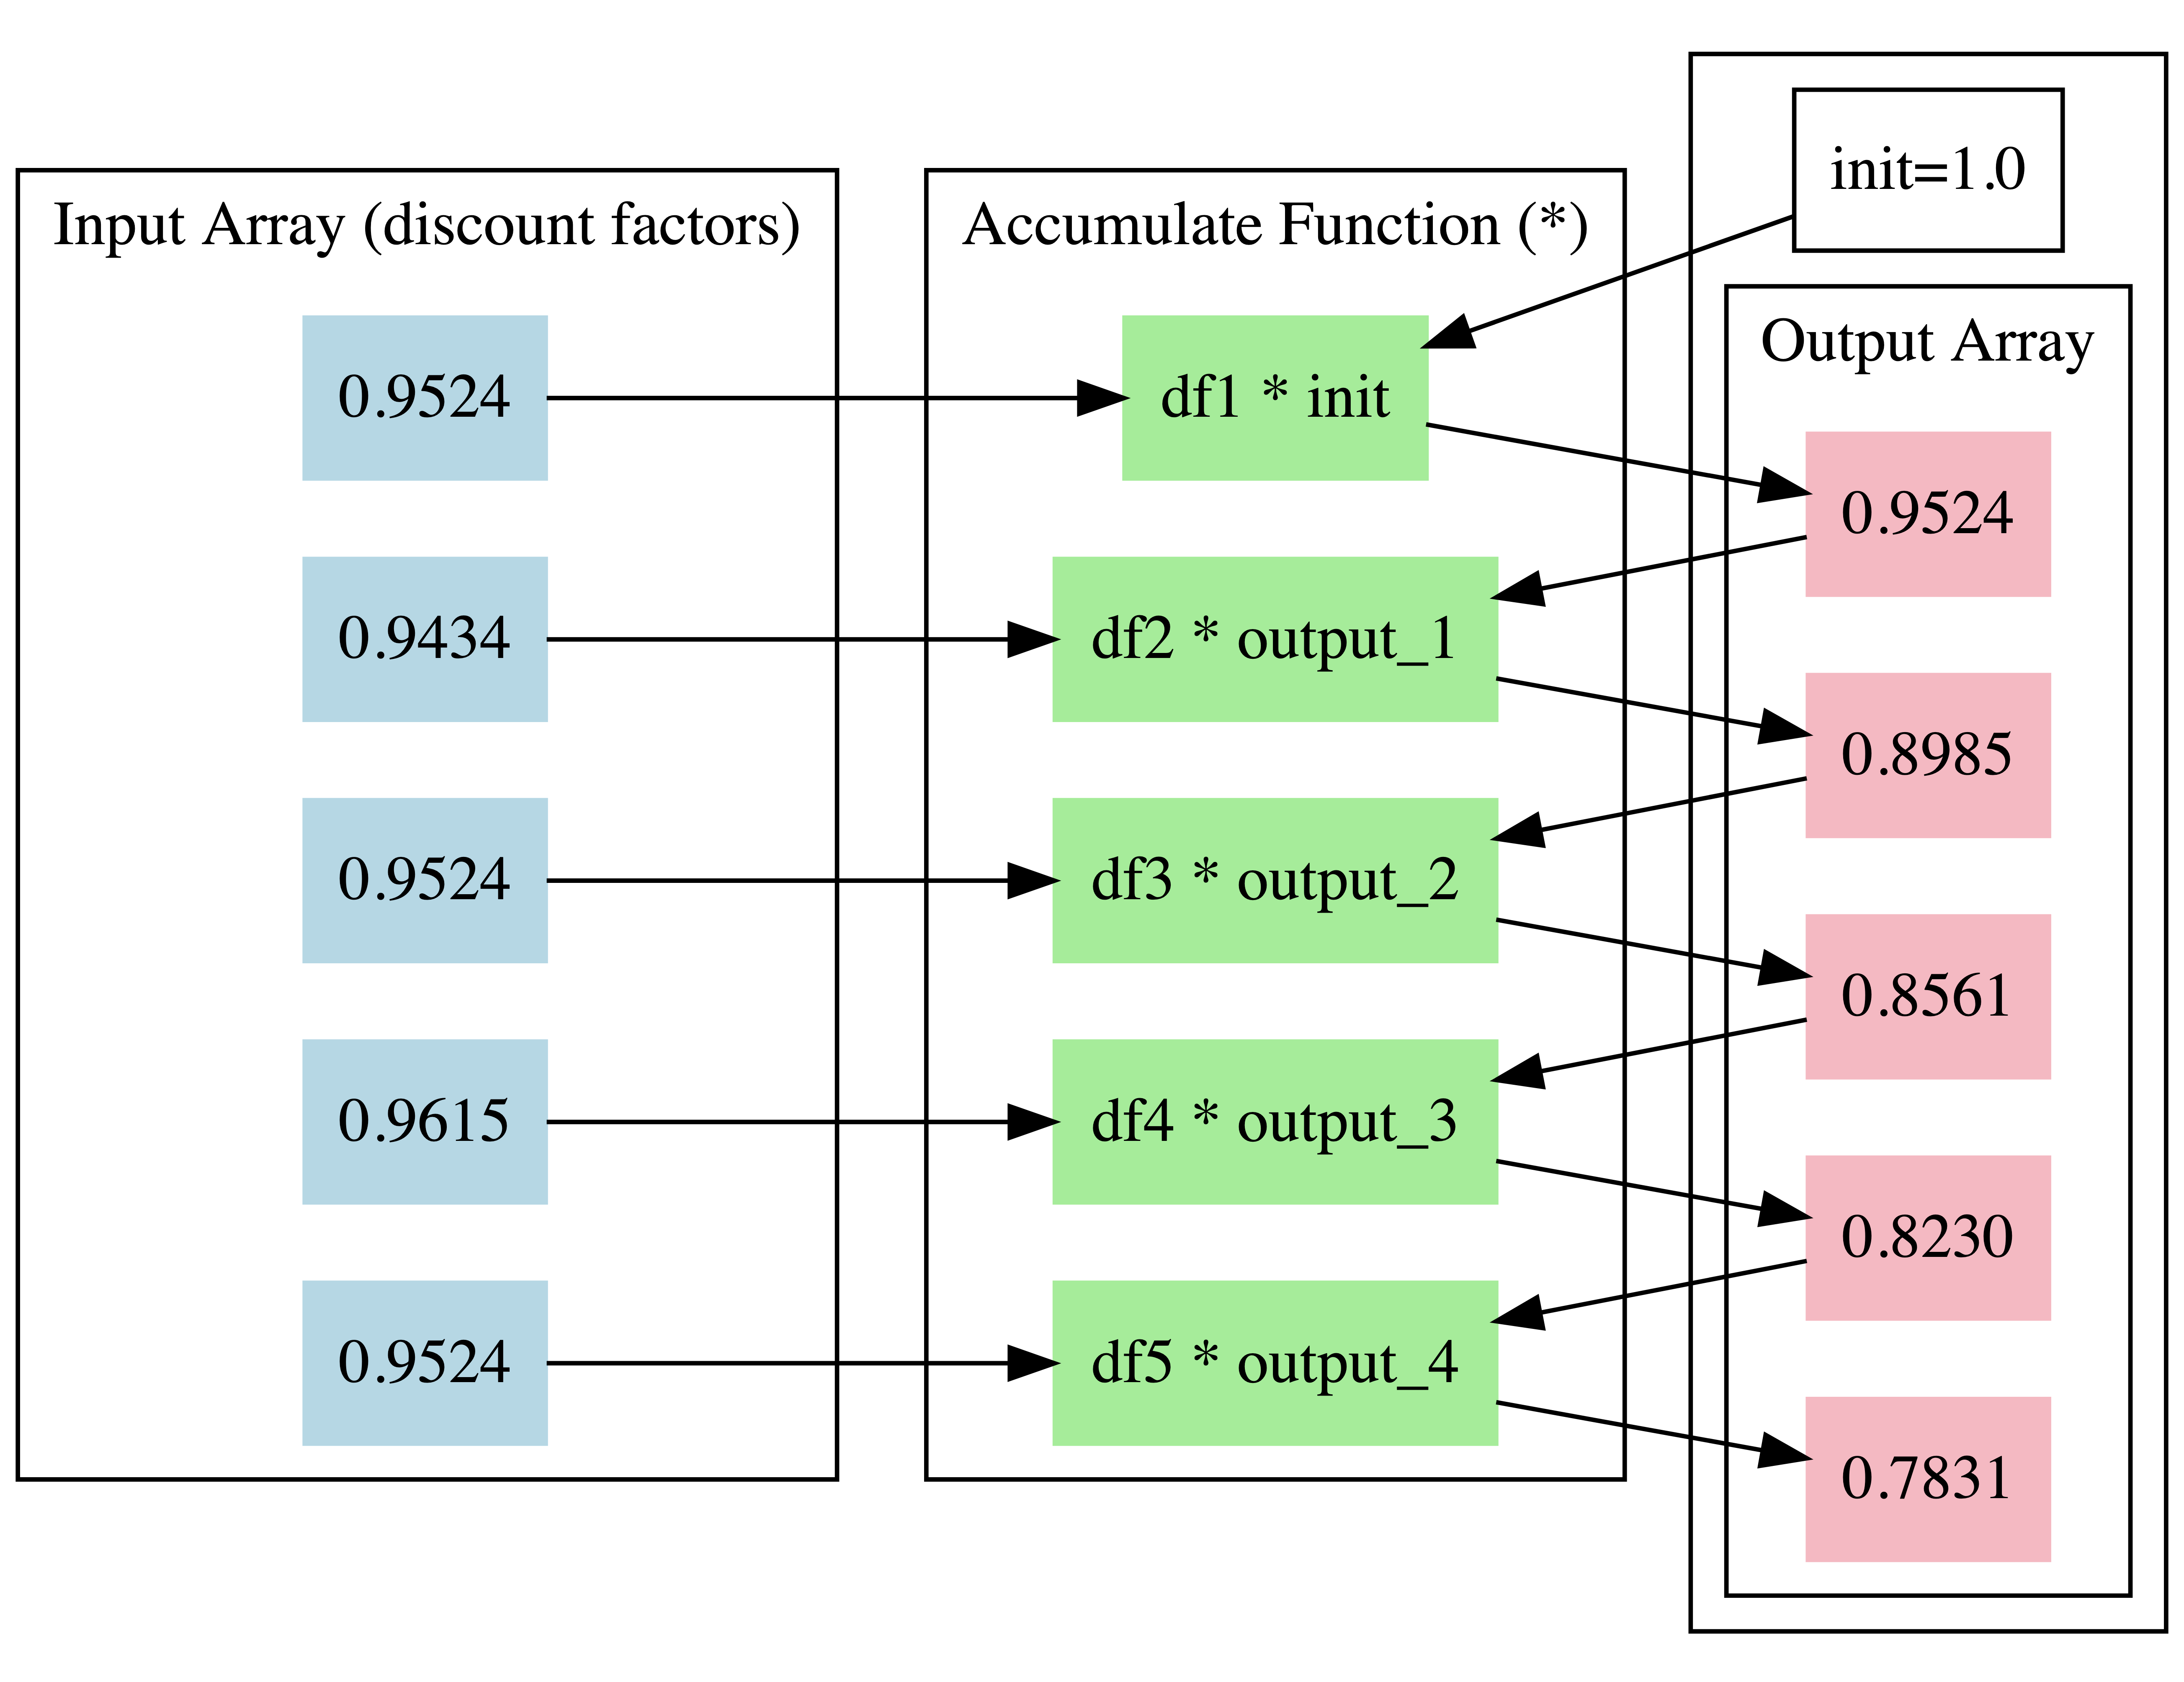 Input Array (discount factors)
0.9524
0.9434
0.9524
0.9615
0.9524
Accumulate Function (*)
df1 * init
df2 * output_1
df3 * output_2
df4 * output_3
df5 * output_4
init=1.0
Output Array
0.9524
0.8985
0.8561
0.8230
0.7831